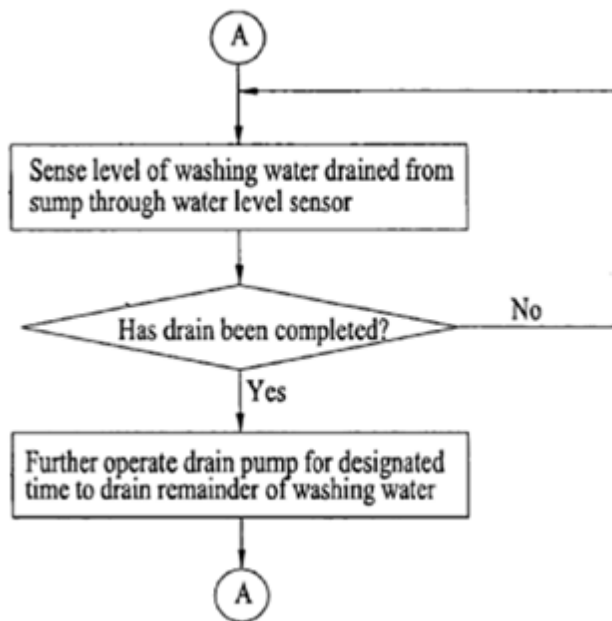 A
Sense level of washing water drained from
sump through water level sensor
Has drain been completed?
No
Yes
Further operate drain pump for designated
time to drain remainder of washing water
A